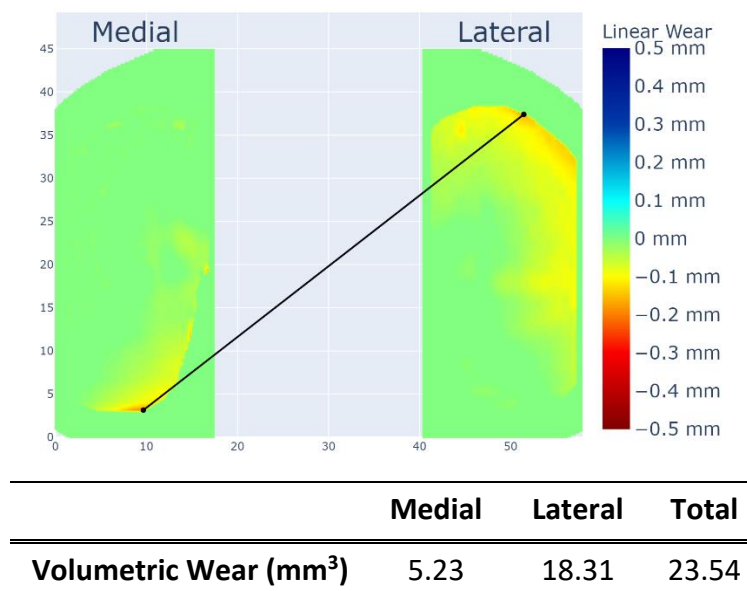 Medial Lateral Linear Wear
45
40
35
30
25
20
15
10
5
0
0 10 20 30 40 50
0.5 mm
0.4 mm
0.3 mm
0.2 mm
0.1 mm
0 mm
−0.1 mm
−0.2 mm
−0.3 mm
−0.4 mm
−0.5 mm
Medial Lateral Total
Volumetric Wear (mm³) 5.23 18.31 23.54